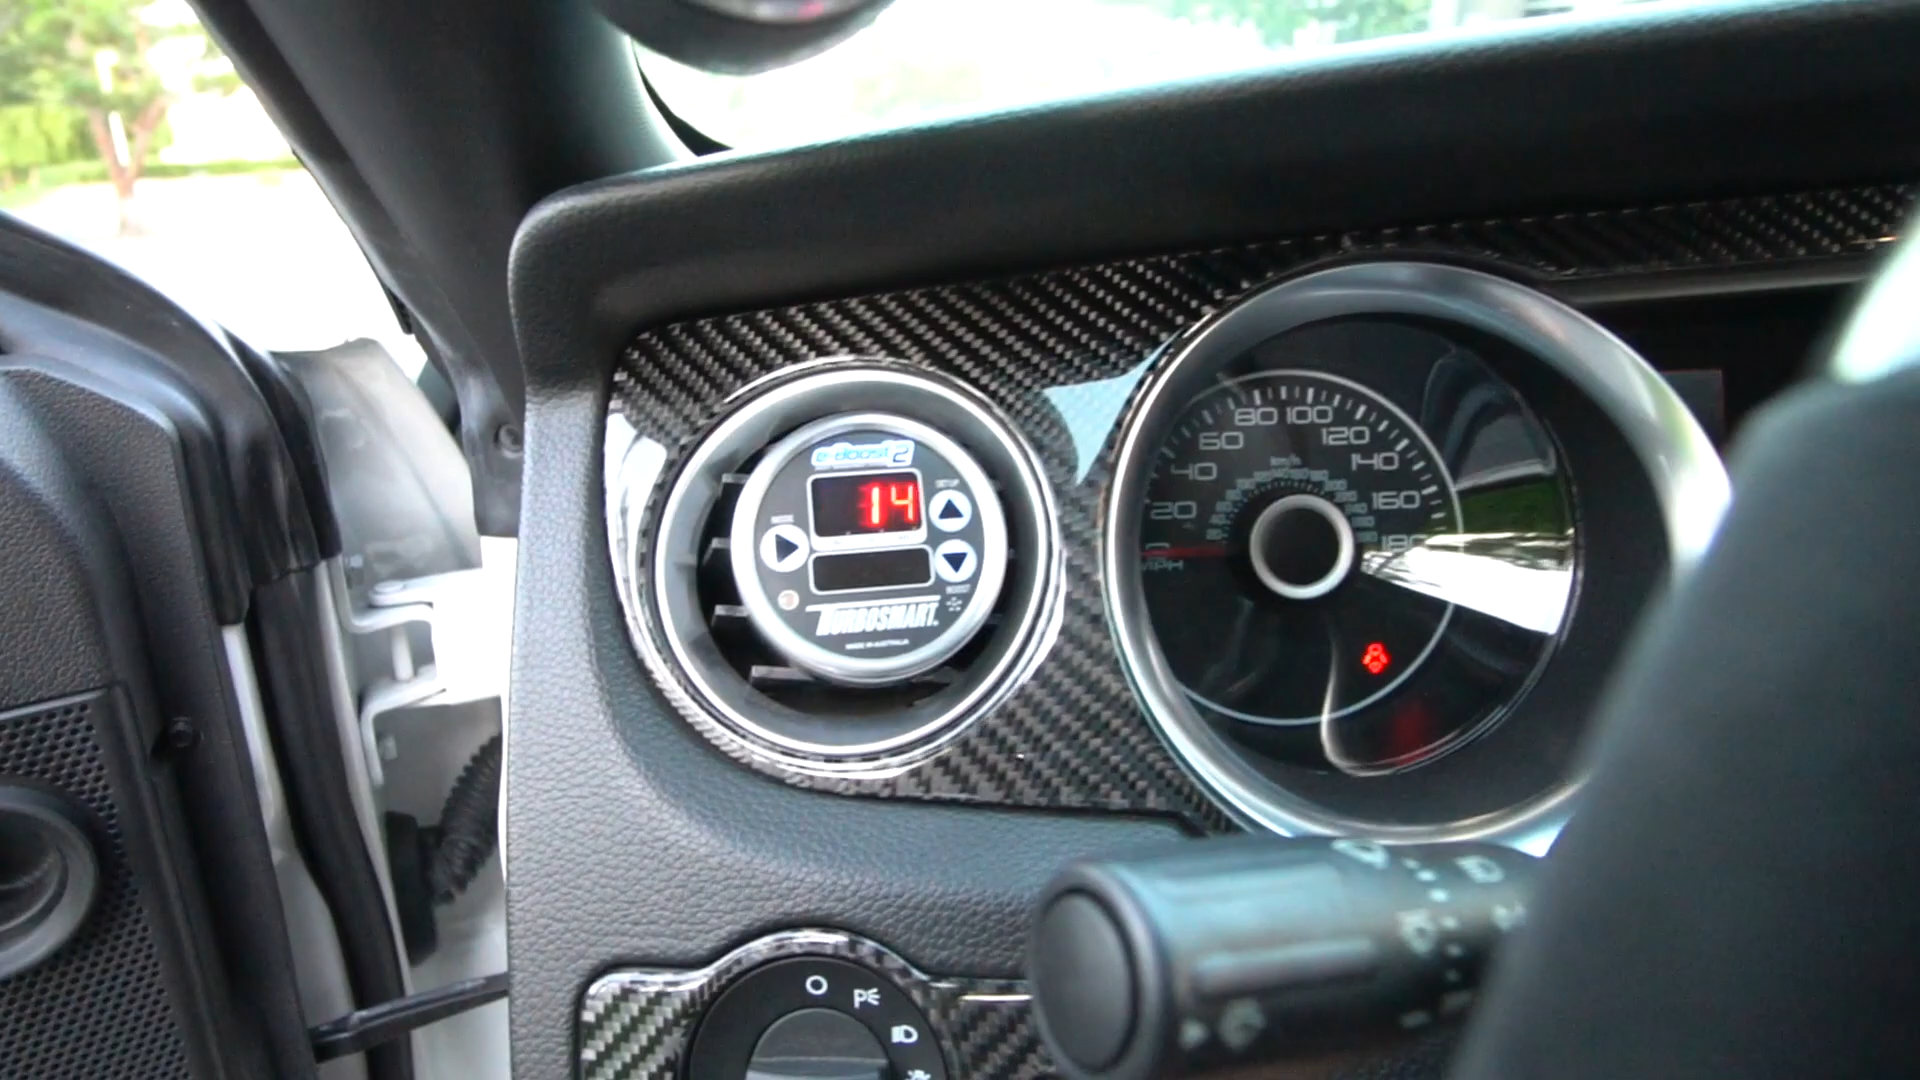 e-Boost2
SETUP
14
MODE
TURBOSMART
MADE IN AUSTRALIA
80 100
60 120
40 140
20 160
180
MPH
km/h